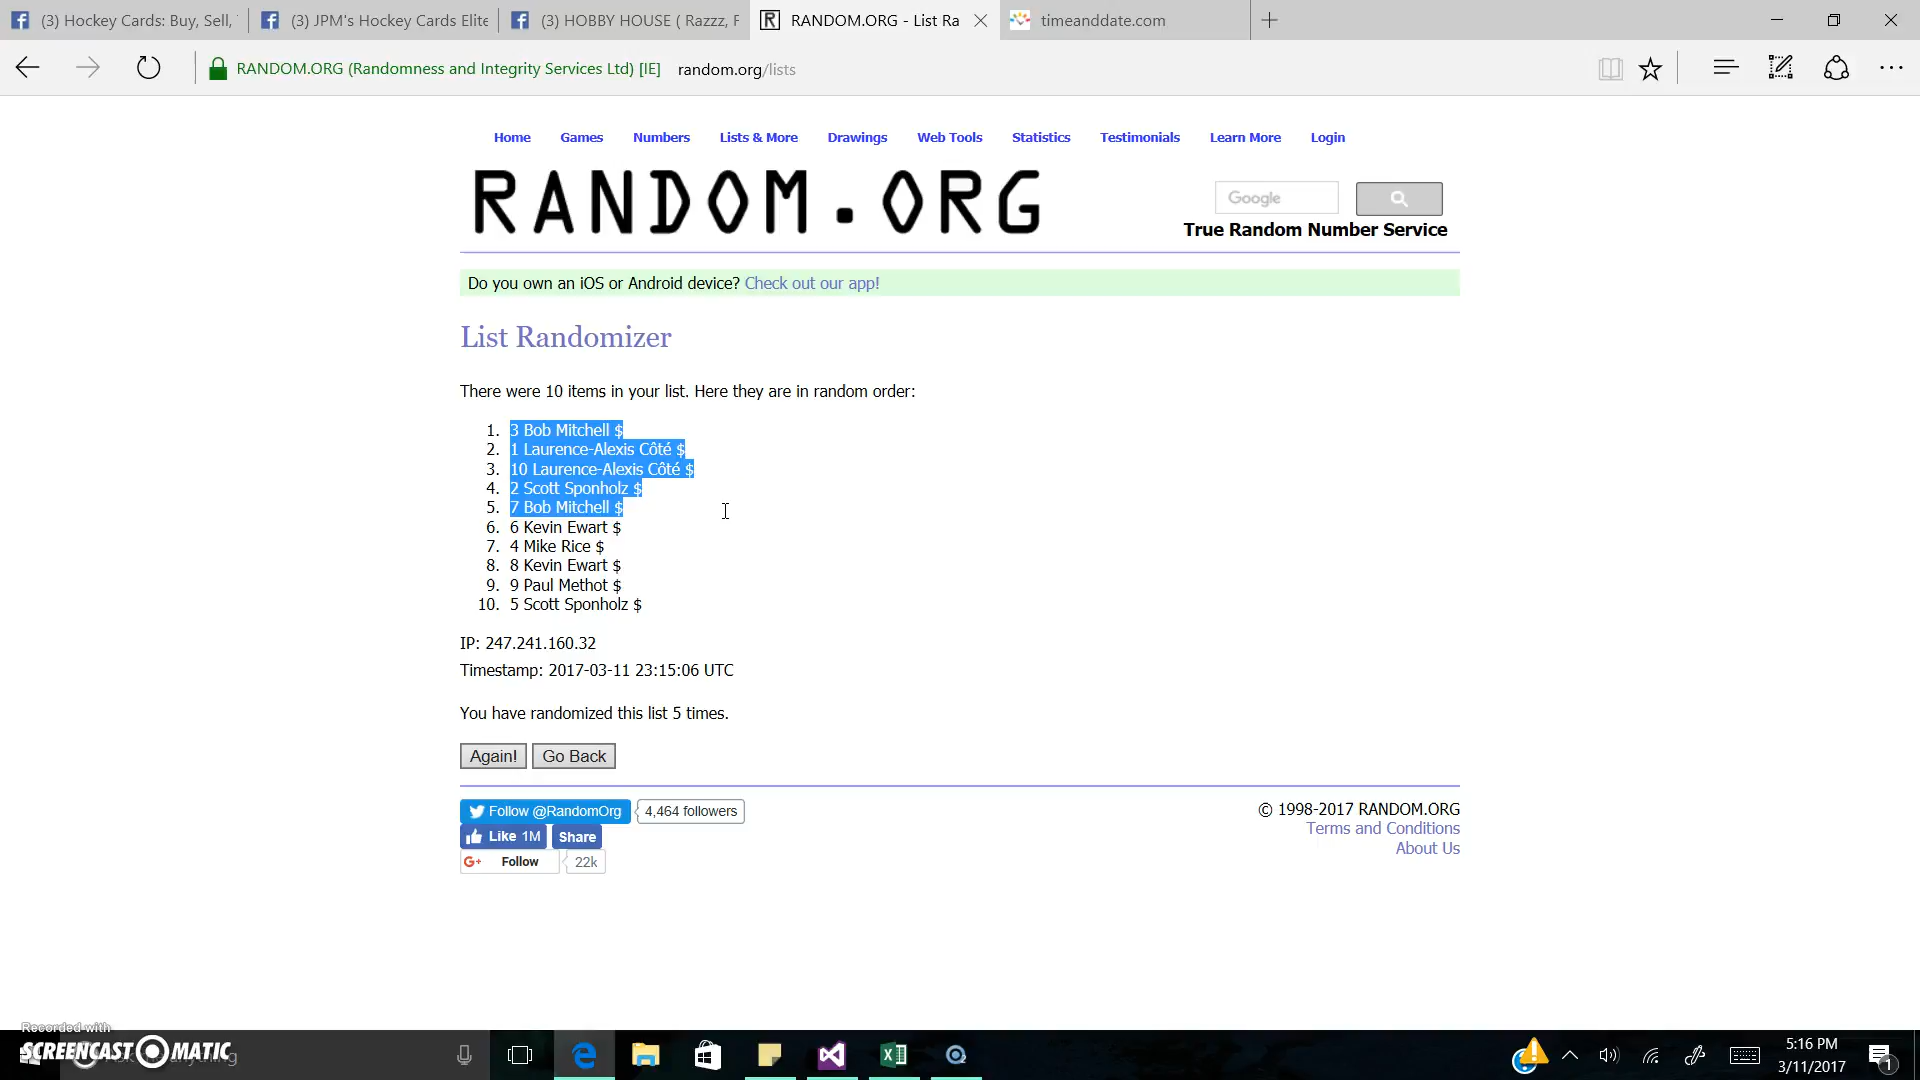 (3) Hockey Cards: Buy, Sell,
(3) JPM's Hockey Cards Elite
(3) HOBBY HOUSE ( Razzz, F
RANDOM.ORG - List Ra
timeanddate.com
RANDOM.ORG (Randomness and Integrity Services Ltd) [IE] random.org/lists
Home Games Numbers Lists & More Drawings Web Tools Statistics Testimonials Learn More Login
RANDOM.ORG
Google
True Random Number Service
Do you own an iOS or Android device? Check out our app!
List Randomizer
There were 10 items in your list. Here they are in random order:
1. 3 Bob Mitchell $
2. 1 Laurence-Alexis Côté $
3. 10 Laurence-Alexis Côté $
4. 2 Scott Sponholz $
5. 7 Bob Mitchell $
6. 6 Kevin Ewart $
7. 4 Mike Rice $
8. 8 Kevin Ewart $
9. 9 Paul Methot $
10. 5 Scott Sponholz $
IP: 247.241.160.32
Timestamp: 2017-03-11 23:15:06 UTC
You have randomized this list 5 times.
Again! Go Back
Follow @RandomOrg 4,464 followers
Like 1M Share
G+ Follow 22k
© 1998-2017 RANDOM.ORG
Terms and Conditions
About Us
Recorded with
SCREENCAST-O-MATIC
anything
5:16 PM
3/11/2017
1